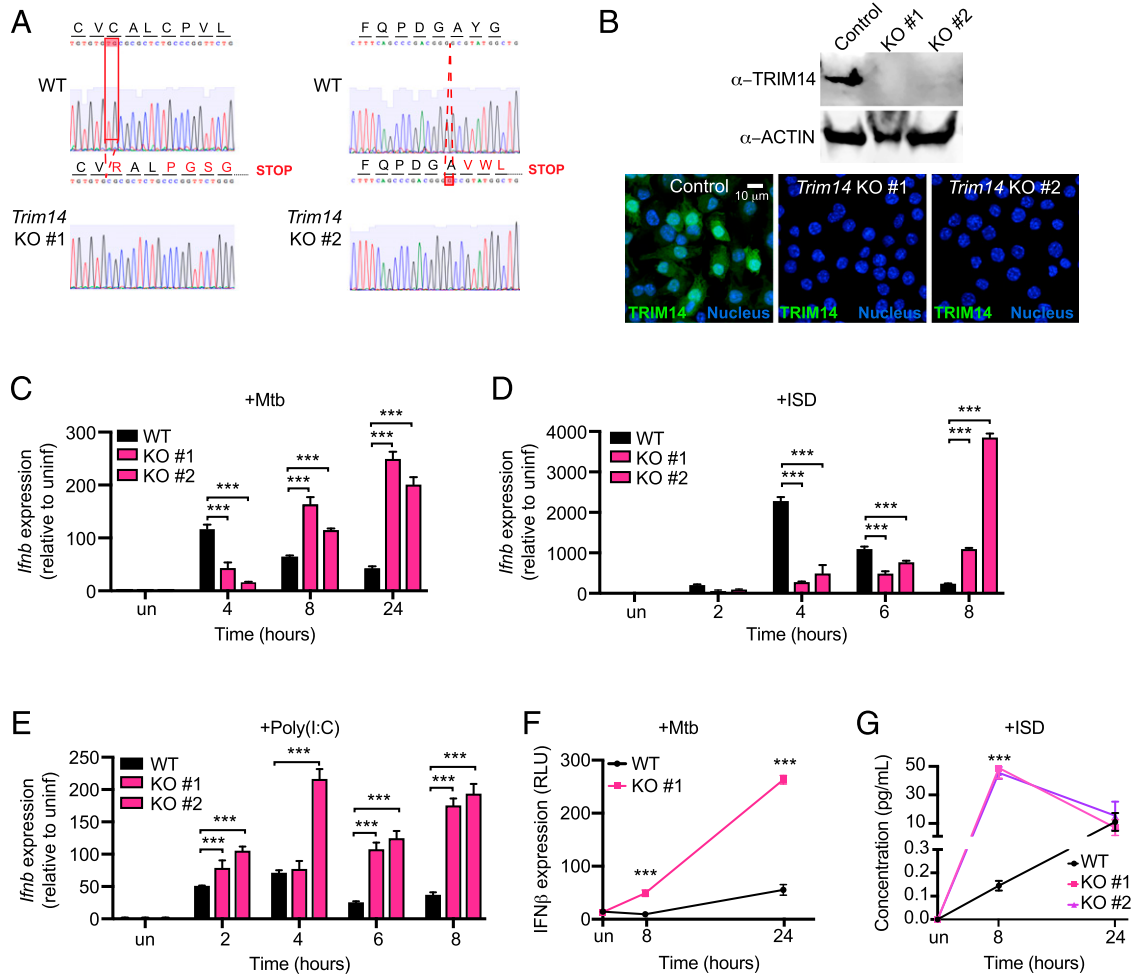 A
C V C A L C P V L
TGTGTGTGCGCGCTCTGCCCGGTTCTG
WT
C V R A L P G S G STOP
TGTGTGCGCGCTCTGCCCGGTTCTGGG
Trim14
KO #1
F Q P D G A Y G
CTTTCAGCCCGACGGGGCGTATGGCTG
WT
F Q P D G A V W L STOP
Trim14
KO #2
B
Control
KO #1
KO #2
α–TRIM14
α–ACTIN
Control
10 μm
TRIM14 Nucleus
Trim14 KO #1
TRIM14 Nucleus
Trim14 KO #2
TRIM14 Nucleus
C
+Mtb
Ifnb expression
(relative to uninf)
300
200
100
0
WT
KO #1
KO #2
***
***
***
***
***
***
un 4 8 24
Time (hours)
D
+ISD
Ifnb expression
(relative to uninf)
4000
3000
2000
1000
0
WT
KO #1
KO #2
***
***
***
***
***
***
un 2 4 6 8
Time (hours)
E
+Poly(I:C)
Ifnb expression
(relative to uninf)
250
200
150
100
50
0
WT
KO #1
KO #2
***
***
***
***
***
***
***
un 2 4 6 8
Time (hours)
F
+Mtb
IFNβ expression (RLU)
300
200
100
0
WT
KO #1
***
***
un 8 24
Time (hours)
G
+ISD
Concentration (pg/mL)
50
30
10
0.3
0.2
0.1
0.0
***
WT
KO #1
KO #2
un 8 24
Time (hours)